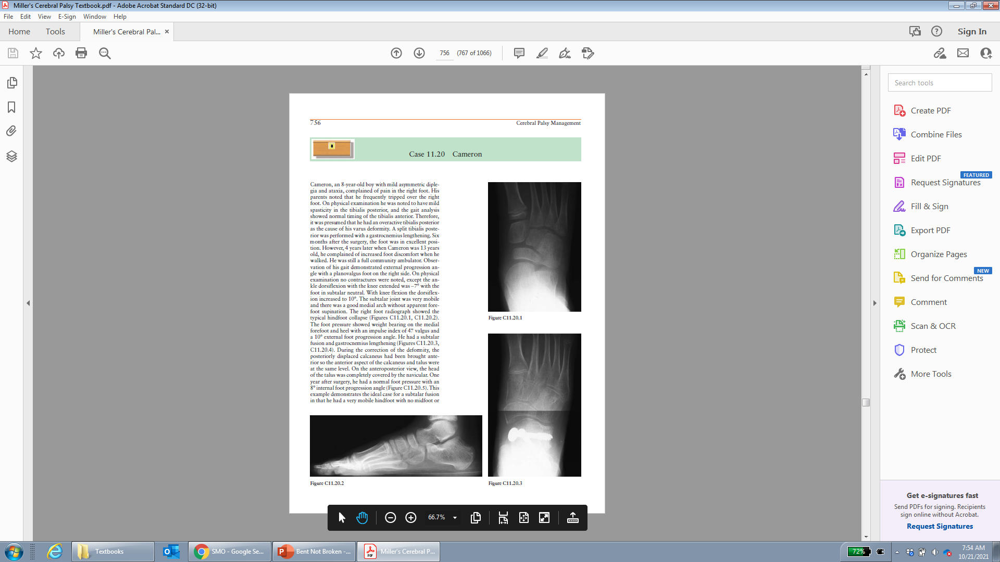 Miller's Cerebral Palsy Textbook.pdf - Adobe Acrobat Standard DC (32-bit)
File Edit View E-Sign Window Help
Home Tools Miller's Cerebral Pal... ×
Sign In
756 (767 of 1066)
Search tools
Create PDF
Combine Files
Edit PDF
FEATURED
Request Signatures
Fill & Sign
Export PDF
Organize Pages
NEW
Send for Comments
Comment
Scan & OCR
Protect
More Tools
Get e-signatures fast
Send PDFs for signing. Recipients
sign online without Acrobat.
Request Signatures
756 Cerebral Palsy Management
Case 11.20 Cameron
Cameron, an 8-year-old boy with mild asymmetric diple-
gia and ataxia, complained of pain in the right foot. His
parents noted that he frequently tripped over the right
foot. On physical examination he was noted to have mild
spasticity in the tibialis posterior, and the gait analysis
showed normal timing of the tibialis anterior. Therefore,
it was presumed that he had an overactive tibialis posterior
as the cause of his varus deformity. A split tibialis poste-
rior was performed with a gastrocnemius lengthening. Six
months after the surgery, the foot was in excellent posi-
tion. However, 4 years later when Cameron was 13 years
old, he complained of increased foot discomfort when he
walked. He was still a full community ambulator. Obser-
vation of his gait demonstrated external progression an-
gle with a planovalgus foot on the right side. On physical
examination no contractures were noted, except the an-
kle dorsiflexion with the knee extended was –7° with the
foot in subtalar neutral. With knee flexion the dorsiflex-
ion increased to 10°. The subtalar joint was very mobile
and there was a good medial arch without apparent fore-
foot supination. The right foot radiograph showed the
typical hindfoot collapse (Figures C11.20.1, C11.20.2).
The foot pressure showed weight bearing on the medial
forefoot and heel with an impulse index of 47 valgus and
a 10° external foot progression angle. He had a subtalar
fusion and gastrocnemius lengthening (Figures C11.20.3,
C11.20.4). During the correction of the deformity, the
posteriorly displaced calcaneus had been brought ante-
rior so the anterior aspect of the calcaneus and talus were
at the same level. On the anteroposterior view, the head
of the talus was completely covered by the navicular. One
year after surgery, he had a normal foot pressure with an
8° internal foot progression angle (Figure C11.20.5). This
example demonstrates the ideal case for a subtalar fusion
in that he had a very mobile hindfoot with no midfoot or
Figure C11.20.1
Figure C11.20.2
Figure C11.20.3
66.7%
Textbooks
SMO - Google Se...
Bent Not Broken -...
Miller's Cerebral P...
72%
7:54 AM
10/21/2021